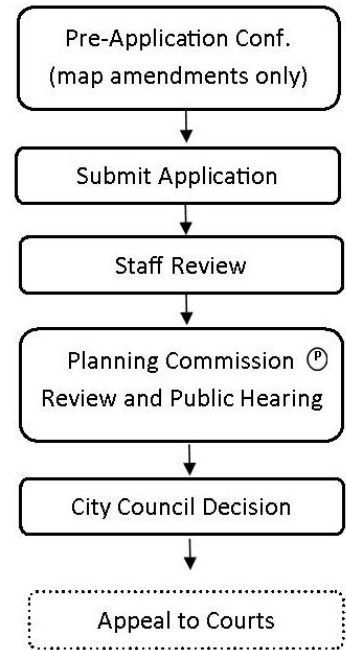 Pre-Application Conf.
(map amendments only)
Submit Application
Staff Review
Planning Commission P
Review and Public Hearing
City Council Decision
Appeal to Courts